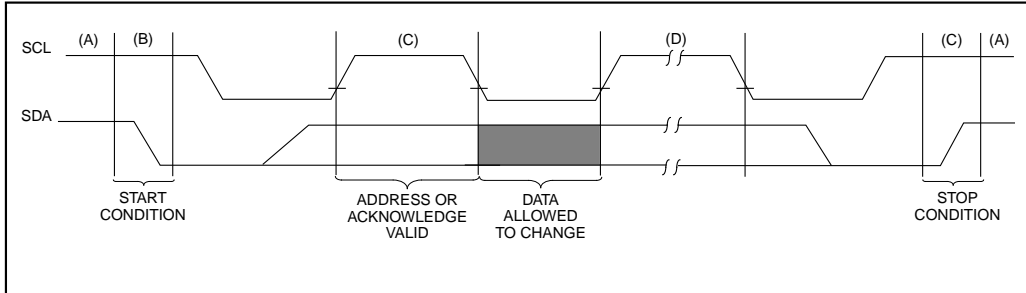 (A) (B) (C) (D) (C) (A)
SCL
SDA
START
CONDITION
ADDRESS OR
ACKNOWLEDGE
VALID
DATA
ALLOWED
TO CHANGE
STOP
CONDITION